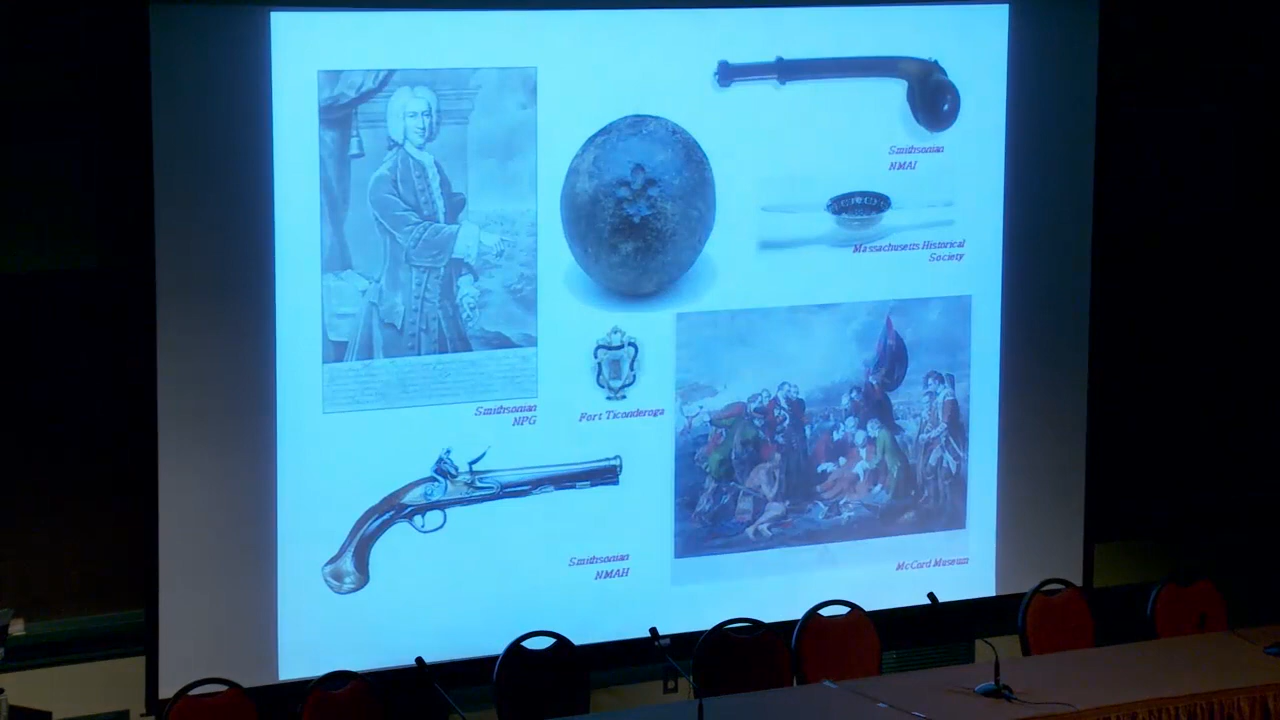 Smithsonian
NMAI
Massachusetts Historical
Society
Smithsonian
NPG
Fort Ticonderoga
Smithsonian
NMAH
McCord Museum